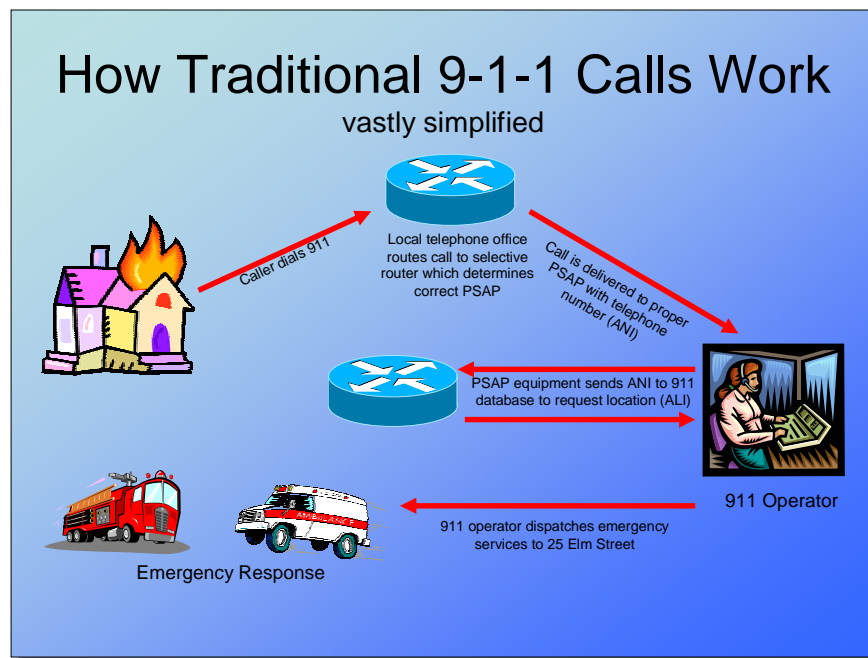 How Traditional 9-1-1 Calls Work
vastly simplified
Caller dials 911
Local telephone office
routes call to selective
router which determines
correct PSAP
Call is delivered to proper
PSAP with telephone
number (ANI)
PSAP equipment sends ANI to 911
database to request location (ALI)
911 Operator
911 operator dispatches emergency
services to 25 Elm Street
AMBULANCE
Emergency Response